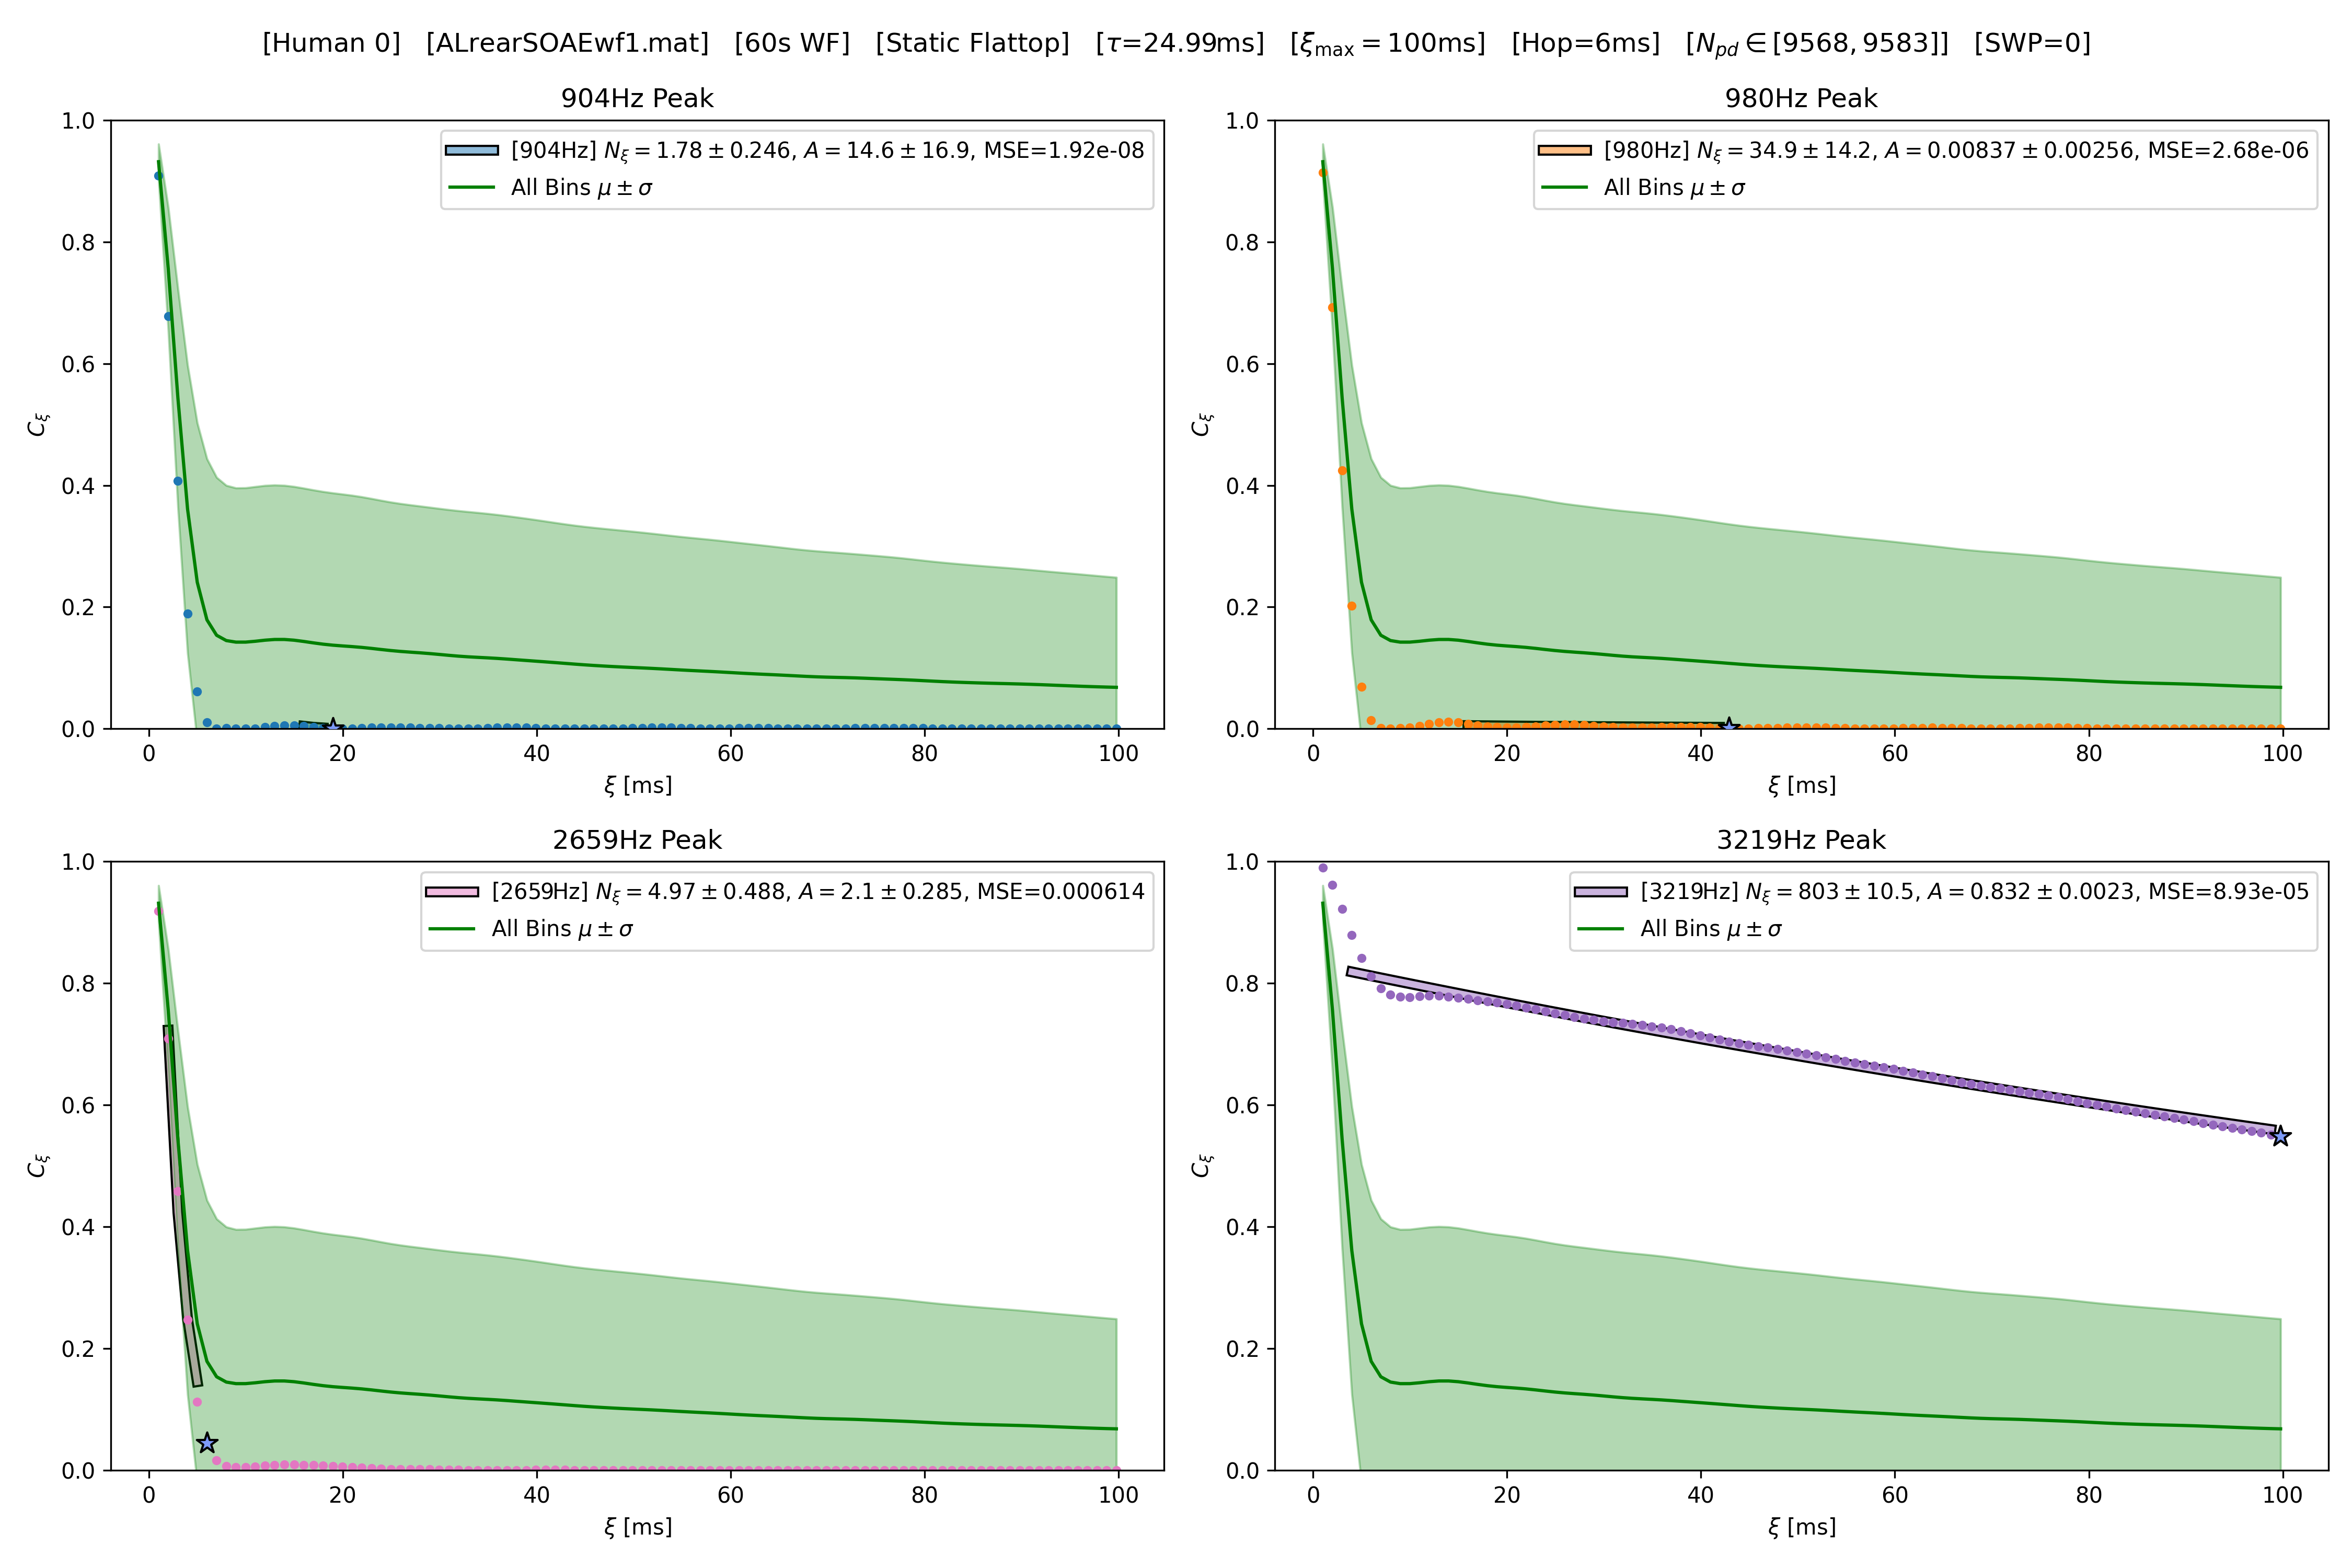 [Human 0] [ALrearSOAEwf1.mat] [60s WF] [Static Flattop] [τ=24.99ms] [ξmax = 100ms] [Hop=6ms] [Npd ∈ [9568, 9583]] [SWP=0]
904Hz Peak
[904Hz] Nξ = 1.78 ± 0.246, A = 14.6 ± 16.9, MSE=1.92e-08
All Bins μ ± σ
1.0
0.8
0.6
0.4
0.2
0.0
Cξ
0 20 40 60 80 100
ξ [ms]
980Hz Peak
[980Hz] Nξ = 34.9 ± 14.2, A = 0.00837 ± 0.00256, MSE=2.68e-06
All Bins μ ± σ
1.0
0.8
0.6
0.4
0.2
0.0
Cξ
0 20 40 60 80 100
ξ [ms]
2659Hz Peak
[2659Hz] Nξ = 4.97 ± 0.488, A = 2.1 ± 0.285, MSE=0.000614
All Bins μ ± σ
1.0
0.8
0.6
0.4
0.2
0.0
Cξ
0 20 40 60 80 100
ξ [ms]
3219Hz Peak
[3219Hz] Nξ = 803 ± 10.5, A = 0.832 ± 0.0023, MSE=8.93e-05
All Bins μ ± σ
1.0
0.8
0.6
0.4
0.2
0.0
Cξ
0 20 40 60 80 100
ξ [ms]